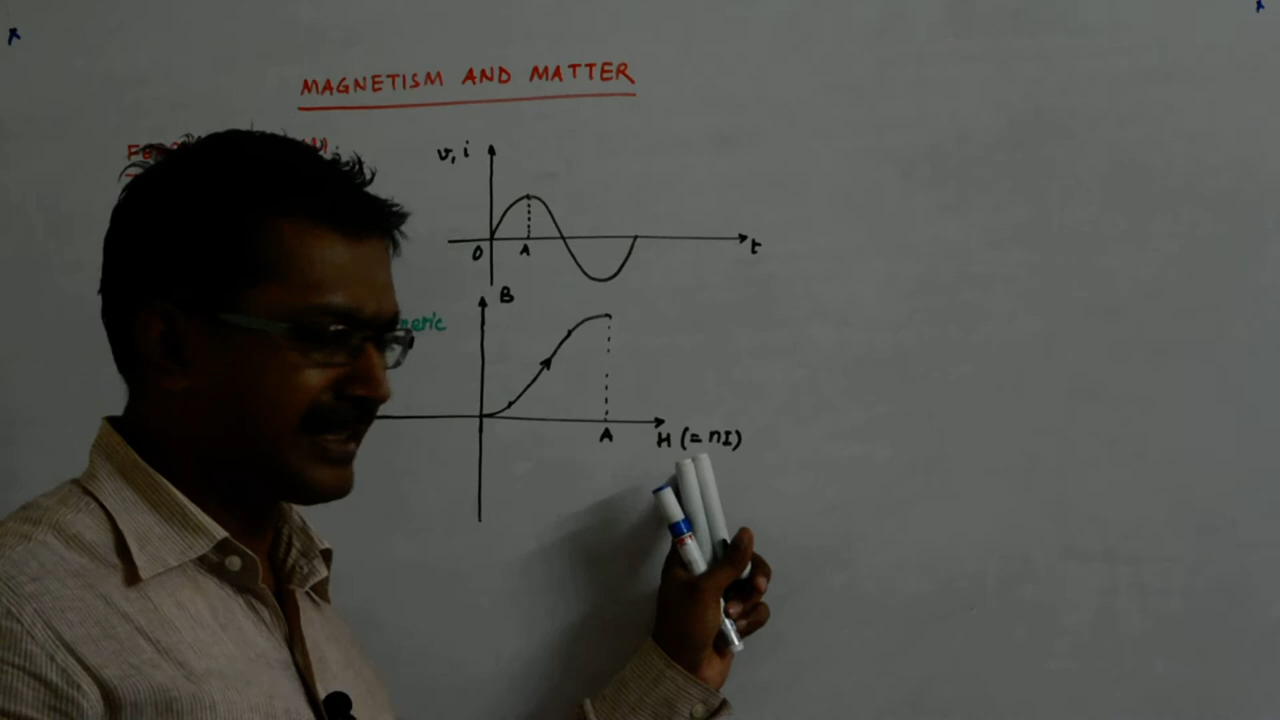 MAGNETISM AND MATTER
v, i
O A t
B
H (= nI)
A